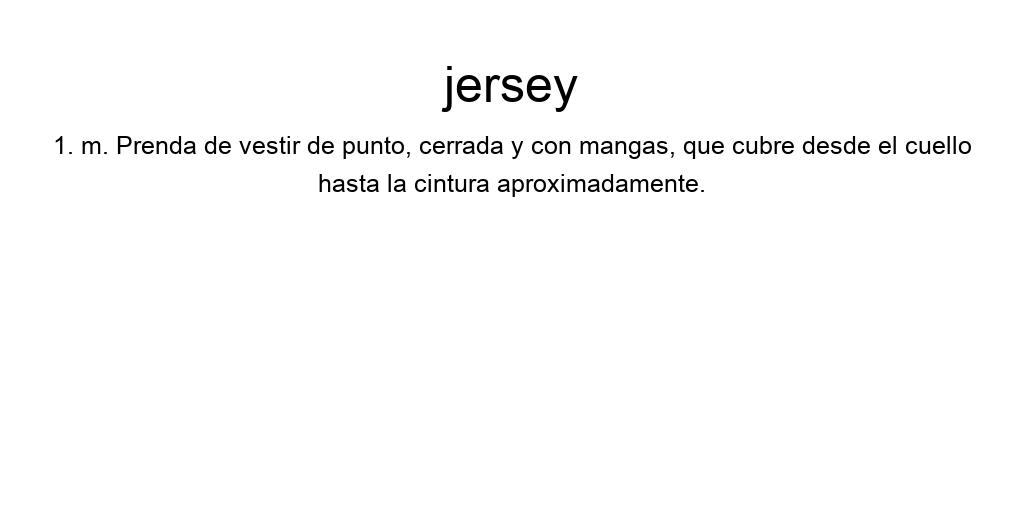 jersey
1. m. Prenda de vestir de punto, cerrada y con mangas, que cubre desde el cuello
hasta la cintura aproximadamente.